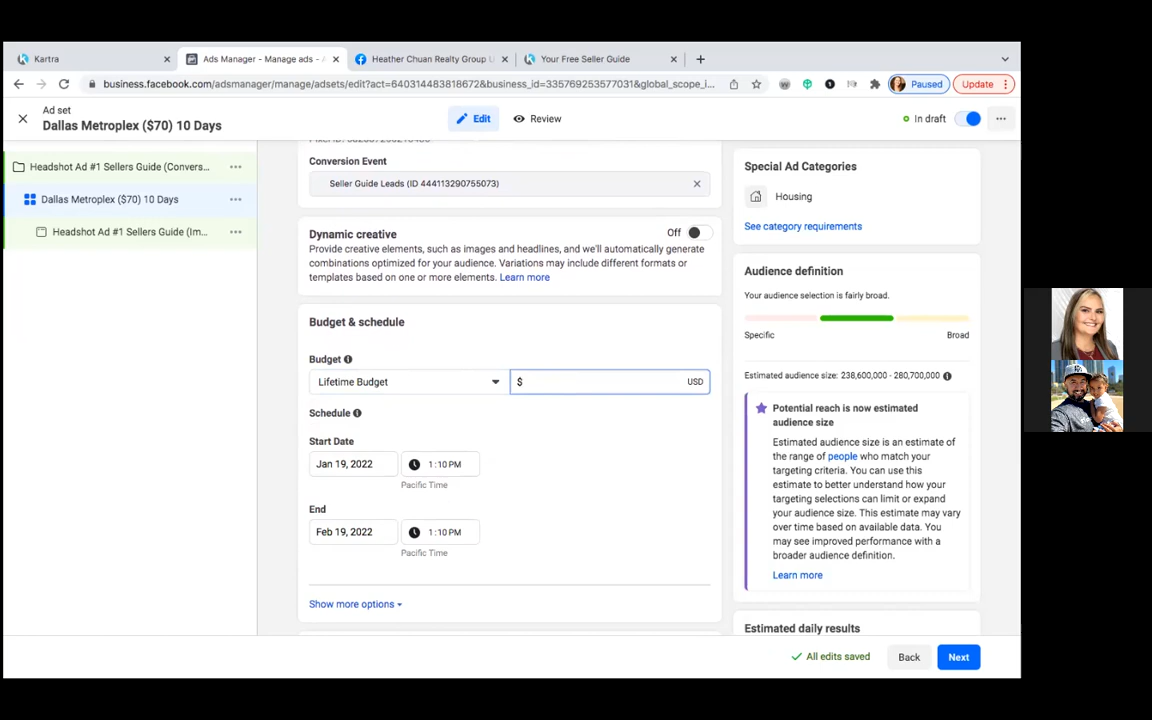 Kartra
Ads Manager - Manage ads -
Heather Chuan Realty Group U
Your Free Seller Guide
business.facebook.com/adsmanager/manage/adsets/edit?act=640314483818672&business_id=335769253577031&global_scope_i...
Paused
Update
Ad set
Dallas Metroplex ($70) 10 Days
Edit
Review
In draft
Headshot Ad #1 Sellers Guide (Convers...
Dallas Metroplex ($70) 10 Days
Headshot Ad #1 Sellers Guide (Im...
Conversion Event
Seller Guide Leads (ID 444113290755073)
Dynamic creative
Off
Provide creative elements, such as images and headlines, and we'll automatically generate
combinations optimized for your audience. Variations may include different formats or
templates based on one or more elements. Learn more
Budget & schedule
Budget
Lifetime Budget
$
USD
Schedule
Start Date
Jan 19, 2022
1:10 PM
Pacific Time
End
Feb 19, 2022
1:10 PM
Pacific Time
Show more options
Special Ad Categories
Housing
See category requirements
Audience definition
Your audience selection is fairly broad.
Specific
Broad
Estimated audience size: 238,600,000 - 280,700,000
Potential reach is now estimated
audience size
Estimated audience size is an estimate of
the range of people who match your
targeting criteria. You can use this
estimate to better understand how your
targeting selections can limit or expand
your audience size. This estimate may vary
over time based on available data. You
may see improved performance with a
broader audience definition.
Learn more
Estimated daily results
All edits saved
Back
Next